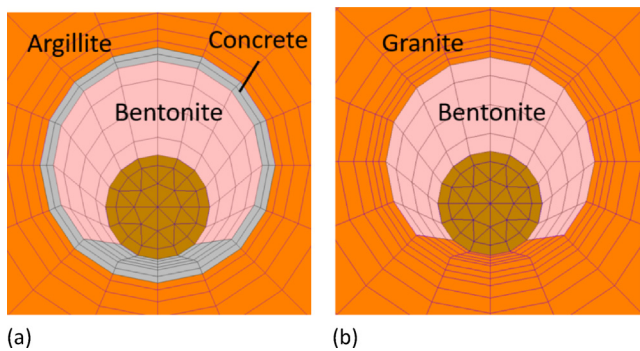 Argillite
Concrete
Bentonite
Granite
Bentonite
(a)
(b)